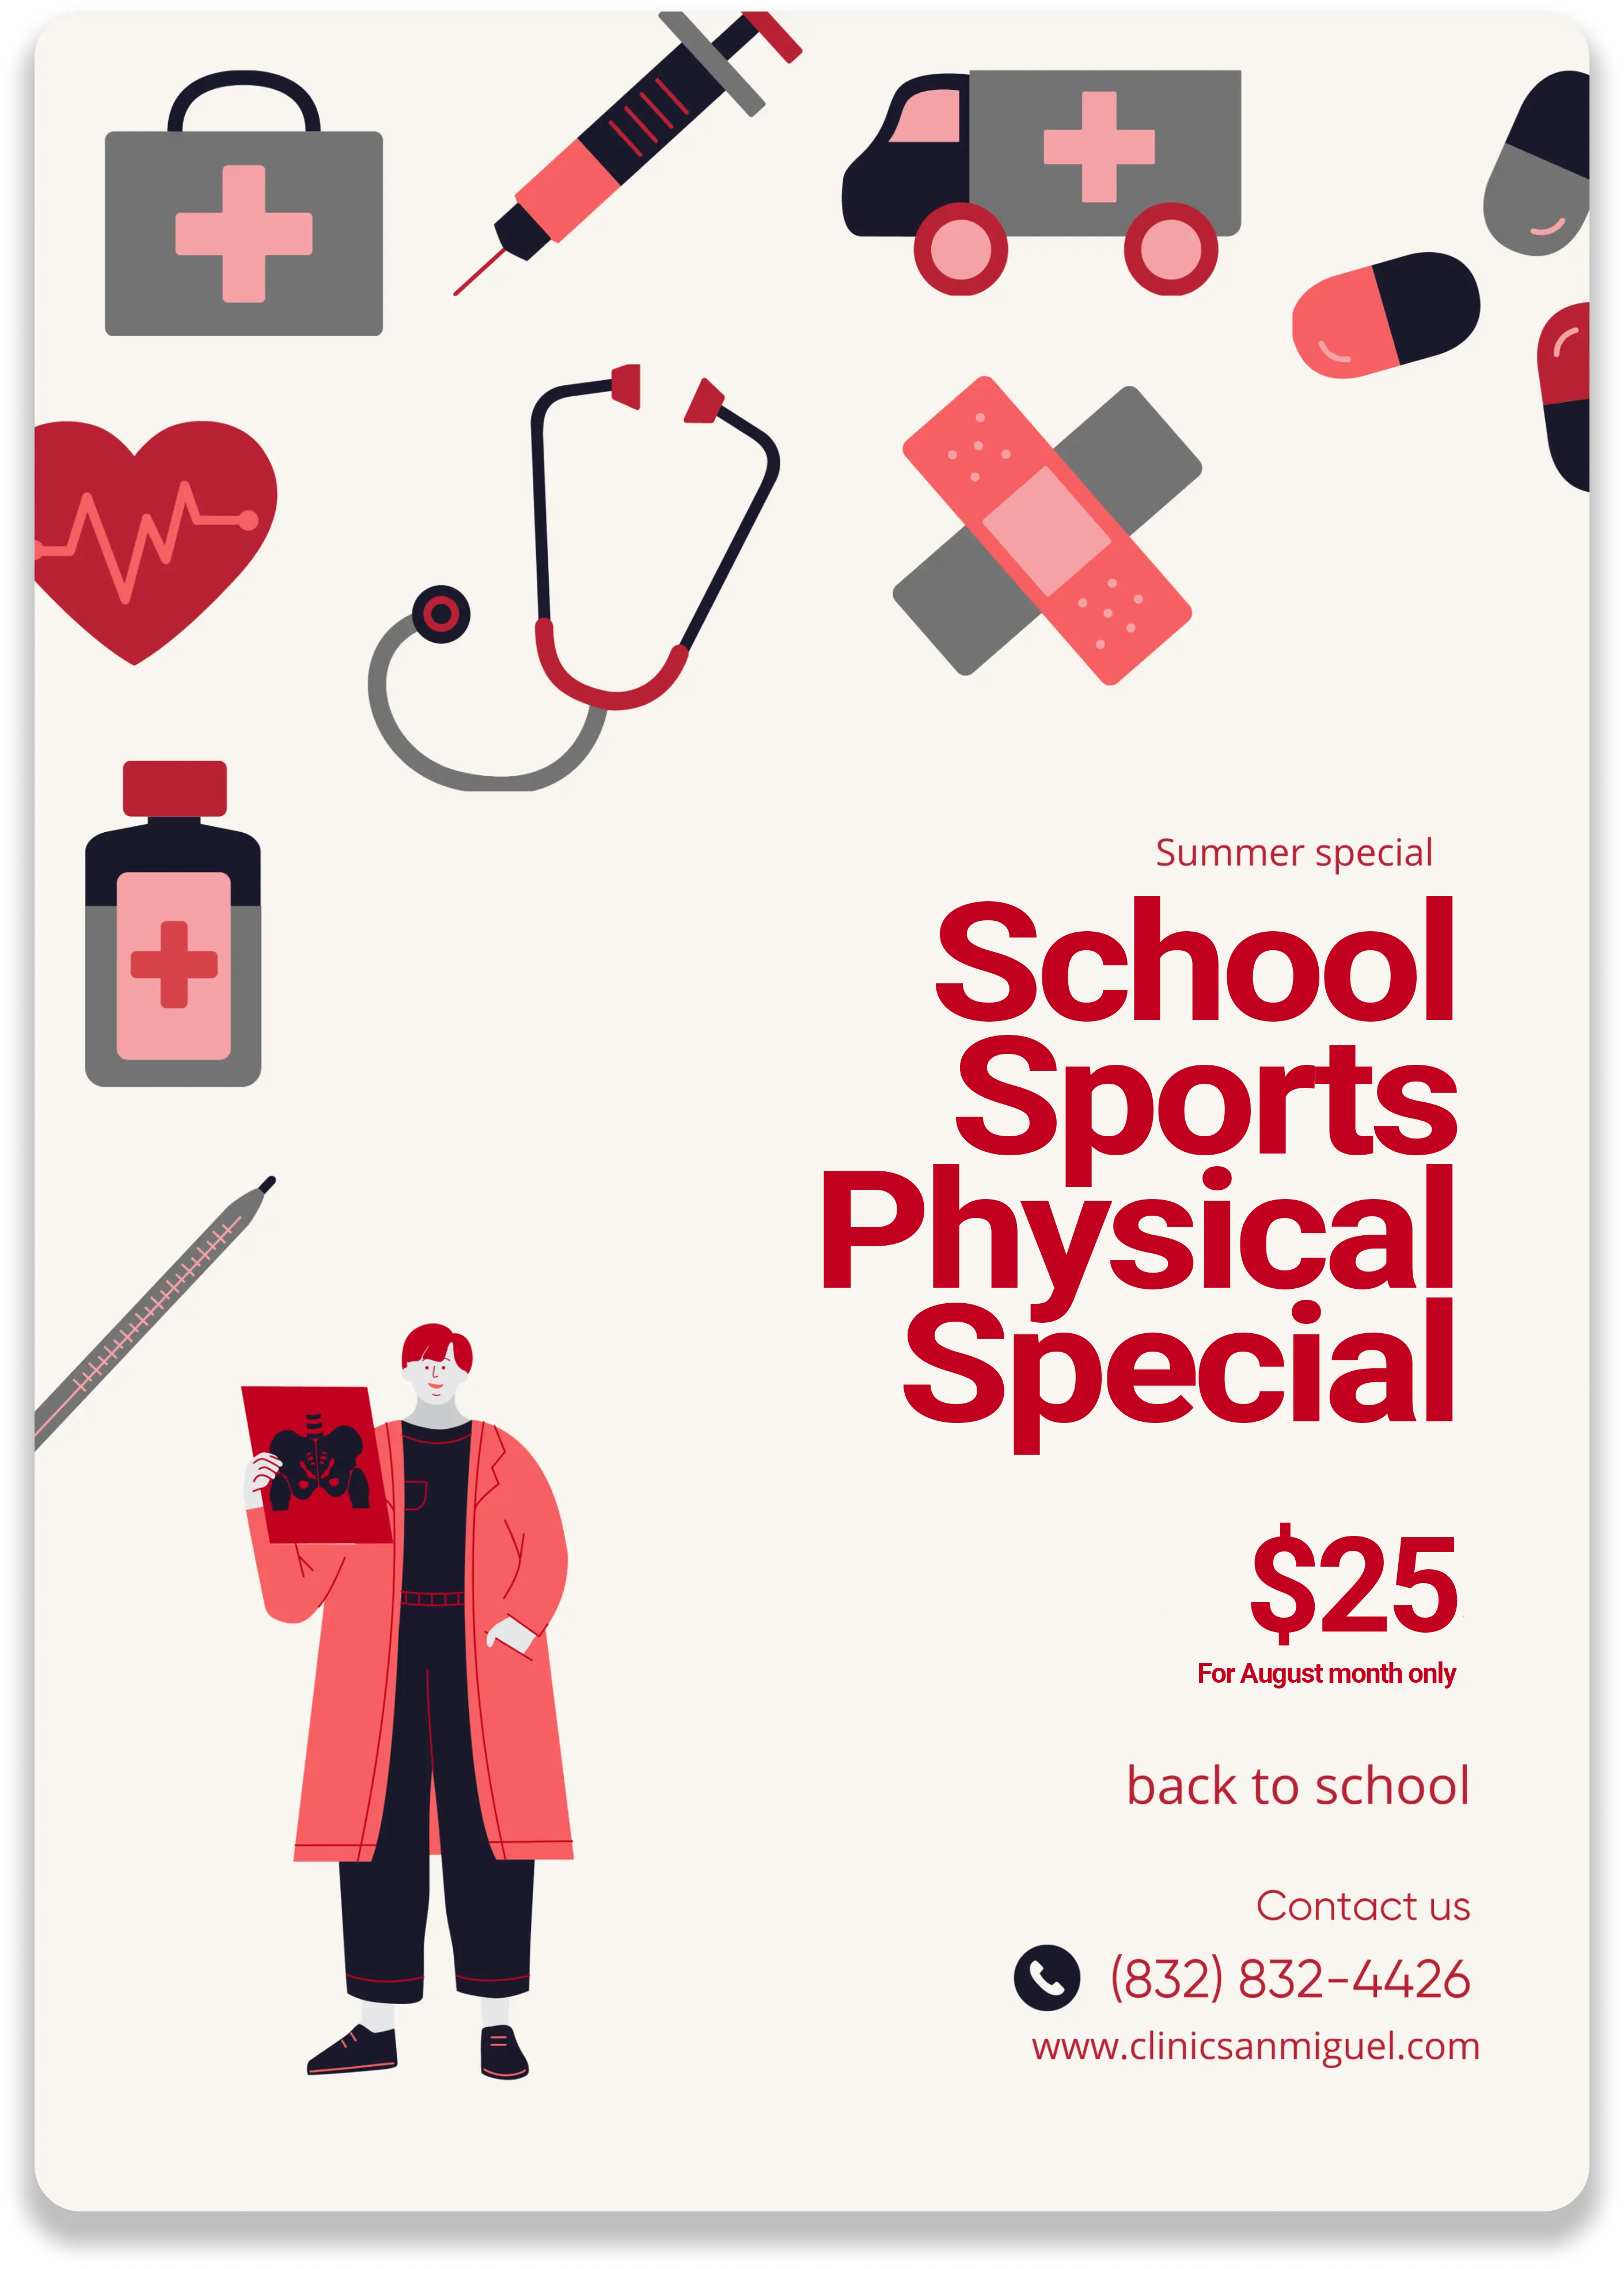 Summer special
School
Sports
Physical
Special
$25
For August month only
back to school
Contact us
(832) 832-4426
www.clinicsanmiguel.com